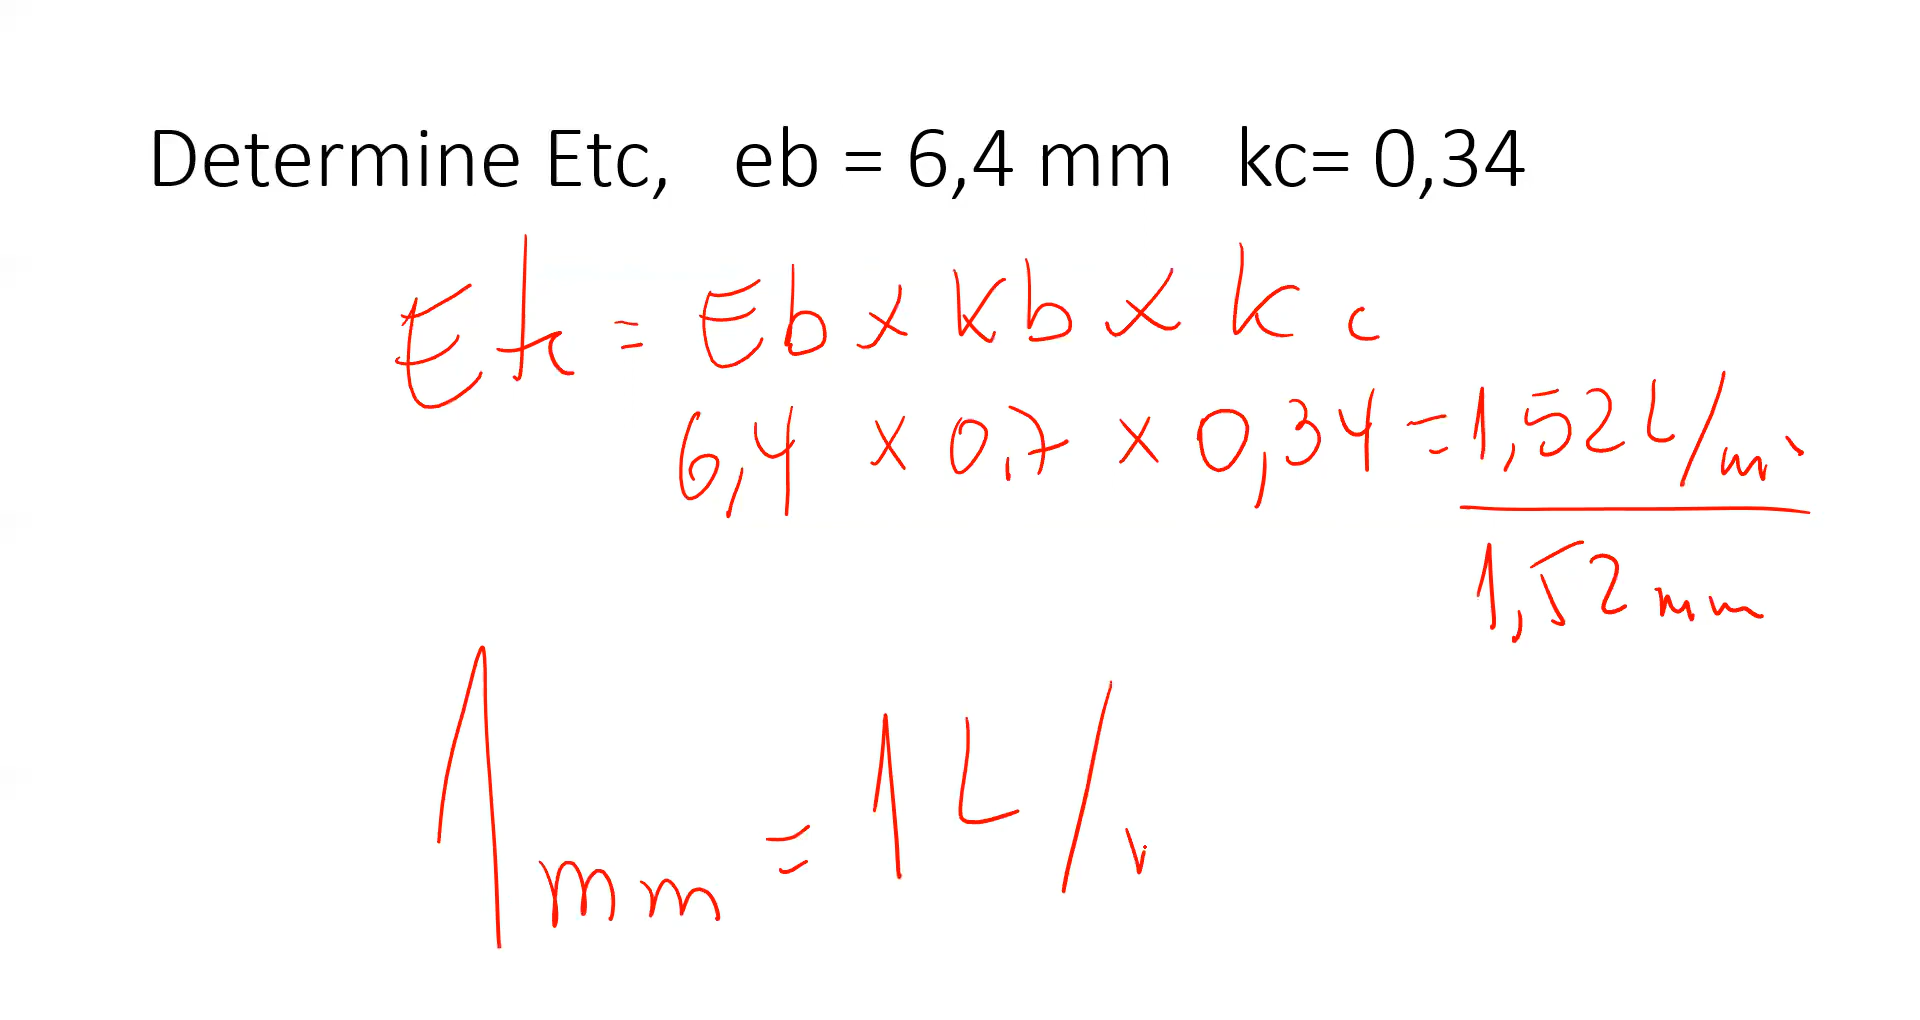 Determine Etc, eb = 6,4 mm kc= 0,34
Etc = Eb x Kb x kc
6,4 x 0,7 x 0,34 = 1,52 L/m²
1,52 mm
1 mm = 1 L/